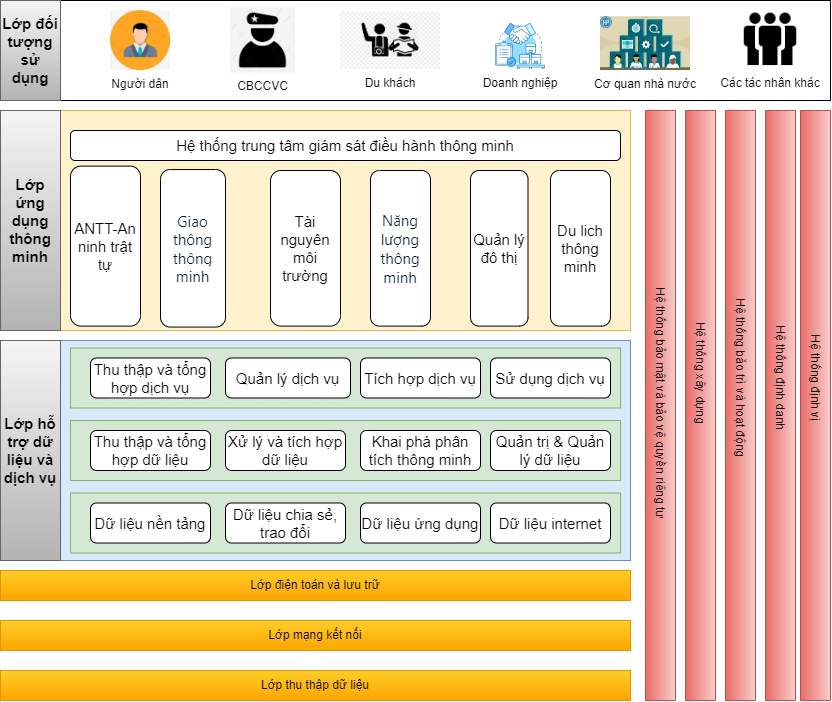 Lớp đối
tượng sử
dụng
Người dân
CBCCVC
Du khách
Doanh nghiệp
Cơ quan nhà nước
Các tác nhân khác
Lớp
ứng
dụng
thông
minh
Hệ thống trung tâm giám sát điều hành thông minh
ANTT-An
ninh trật
tự
Giao
thông
thông
minh
Tài
nguyên
môi
trường
Năng
lượng
thông
minh
Quản lý
đô thị
Du lich
thông
minh
Lớp hỗ
trợ dữ
liệu và
dịch vụ
Thu thập và tổng
hợp dịch vụ
Quản lý dịch vụ
Tích hợp dịch vụ
Sử dụng dịch vụ
Thu thập và tổng
hợp dữ liệu
Xử lý và tích hợp
dữ liệu
Khai phá phân
tích thông minh
Quản trị & Quản
lý dữ liệu
Dữ liệu nền tảng
Dữ liệu chia sẻ,
trao đổi
Dữ liệu ứng dụng
Dữ liệu internet
Lớp điện toán và lưu trữ
Lớp mạng kết nối
Lớp thu thập dữ liệu
Hệ thống bảo mật và bảo vệ quyền riêng tư
Hệ thống xây dựng
Hệ thống bảo trì và hoạt động
Hệ thống định danh
Hệ thống định vị